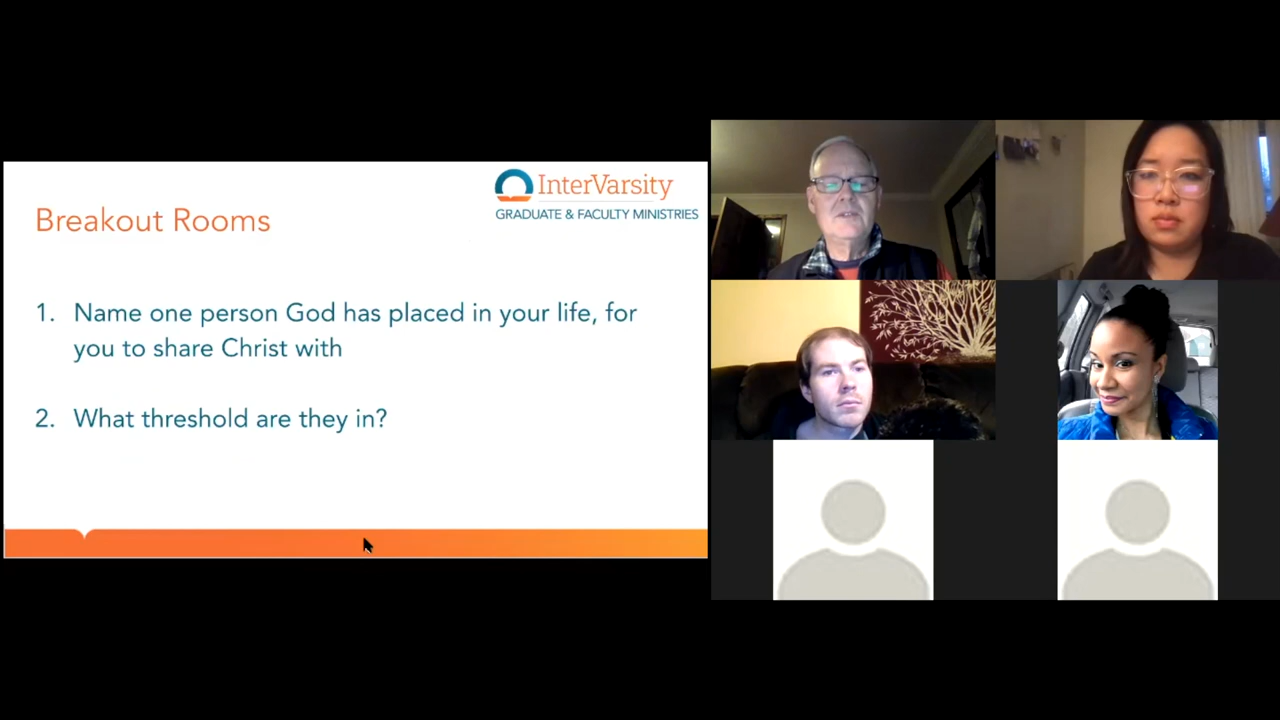 InterVarsity
GRADUATE & FACULTY MINISTRIES
Breakout Rooms
1. Name one person God has placed in your life, for
you to share Christ with
2. What threshold are they in?